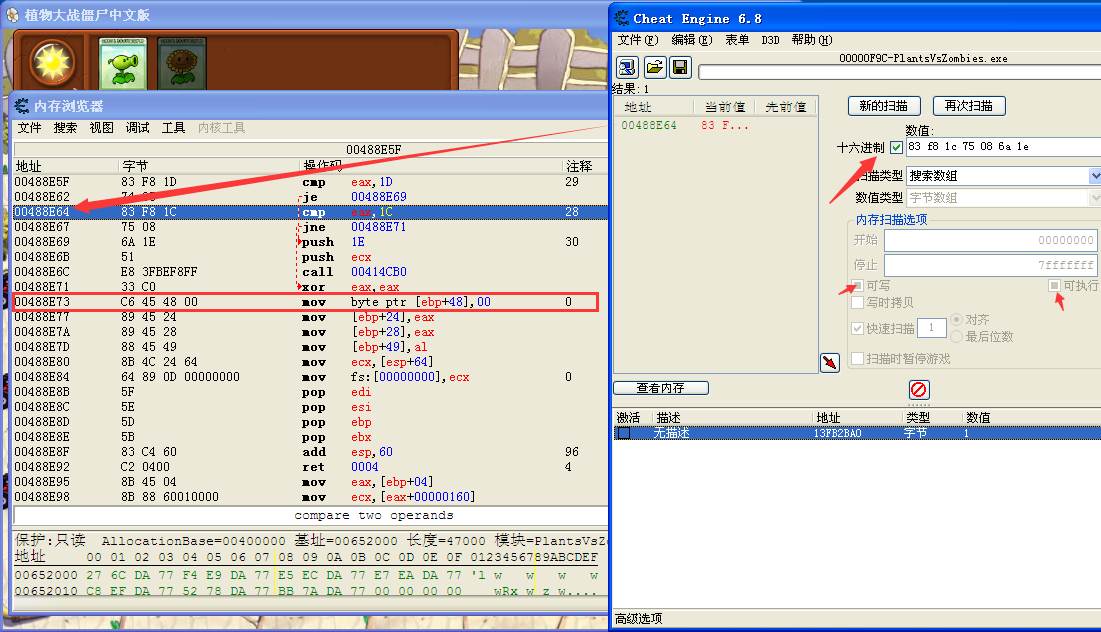 植物大战僵尸中文版
内存浏览器
文件 搜索 视图 调试 工具 内核工具
00488E5F
地址 字节 操作码 注释
00488E5F 83 F8 1D cmp eax,1D 29
00488E62 je 00488E69
00488E64 83 F8 1C cmp eax,1C 28
00488E67 75 08 jne 00488E71
00488E69 6A 1E push 1E 30
00488E6B 51 push ecx
00488E6C E8 3FBEF8FF call 00414CB0
00488E71 33 C0 xor eax,eax
00488E73 C6 45 48 00 mov byte ptr [ebp+48],00 0
00488E77 89 45 24 mov [ebp+24],eax
00488E7A 89 45 28 mov [ebp+28],eax
00488E7D 88 45 49 mov [ebp+49],al
00488E80 8B 4C 24 64 mov ecx,[esp+64]
00488E84 64 89 0D 00000000 mov fs:[00000000],ecx 0
00488E8B 5F pop edi
00488E8C 5E pop esi
00488E8D 5D pop ebp
00488E8E 5B pop ebx
00488E8F 83 C4 60 add esp,60 96
00488E92 C2 0400 ret 0004 4
00488E95 8B 45 04 mov eax,[ebp+04]
00488E98 8B 88 60010000 mov ecx,[eax+00000160]
compare two operands
保护:只读 AllocationBase=00400000 基址=00652000 长度=47000 模块=PlantsVsZo
地址 00 01 02 03 04 05 06 07 08 09 0A 0B 0C 0D 0E 0F 0123456789ABCDEF
00652000 27 6C DA 77 F4 E9 DA 77 E5 EC DA 77 E7 EA DA 77 'l w w w w
00652010 C8 EF DA 77 52 78 DA 77 BB 7A DA 77 00 00 00 00 wRx w z w....
Cheat Engine 6.8
文件(F) 编辑(E) 表单 D3D 帮助(H)
00000F9C-PlantsVsZombies.exe
结果: 1
地址 当前值 先前值
00488E64 83 F...
新的扫描 再次扫描
数值:
十六进制 83 f8 1c 75 08 6a 1e
扫描类型 搜索数组
数值类型 字节数组
内存扫描选项
开始 00000000
停止 7fffffff
可写 可执行
写时拷贝
快速扫描 1 对齐
最后位数
扫描时暂停游戏
查看内存
激活 描述 地址 类型 数值
无描述 13FB2BA0 字节 1
高级选项